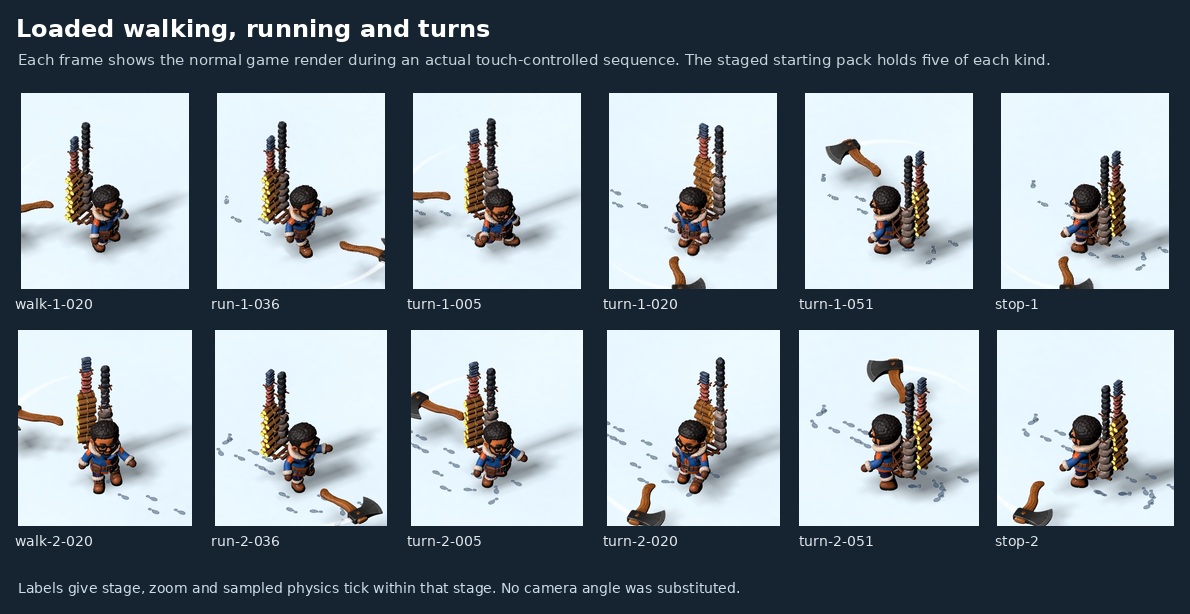 Loaded walking, running and turns
Each frame shows the normal game render during an actual touch-controlled sequence. The staged starting pack holds five of each kind.
walk-1-020 run-1-036 turn-1-005 turn-1-020 turn-1-051 stop-1
walk-2-020 run-2-036 turn-2-005 turn-2-020 turn-2-051 stop-2
Labels give stage, zoom and sampled physics tick within that stage. No camera angle was substituted.